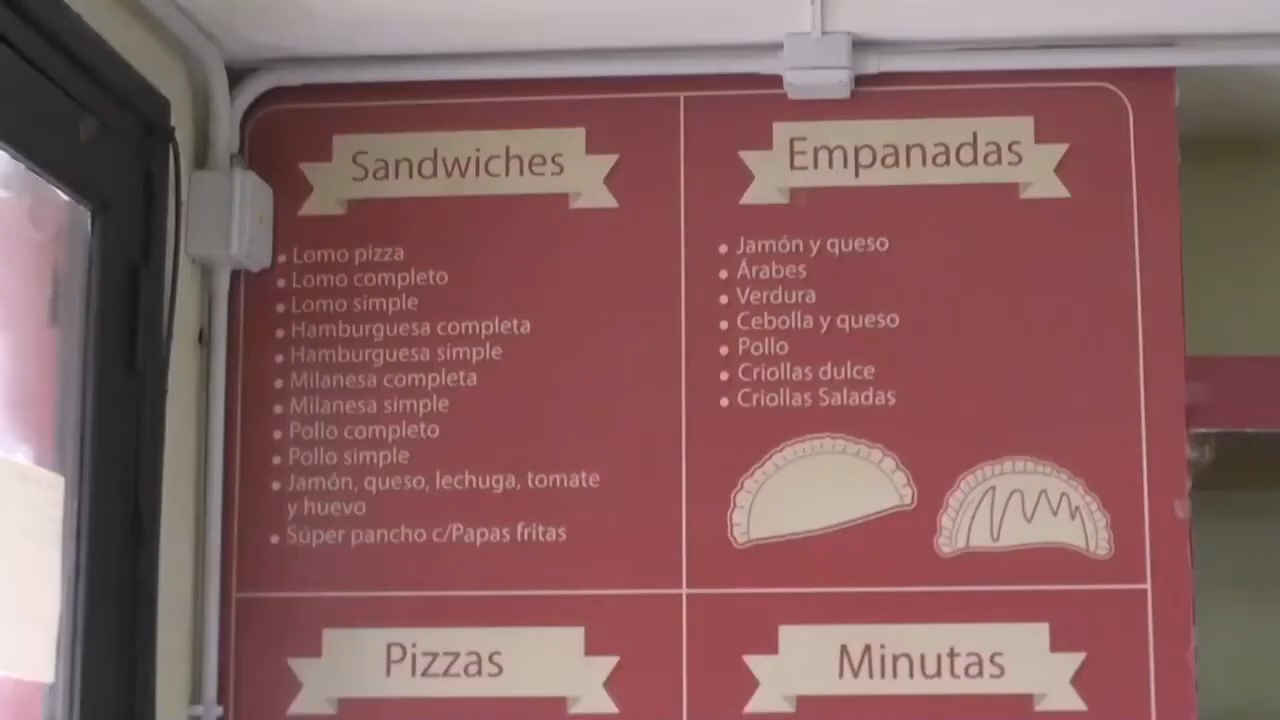 Sandwiches
• Lomo pizza
• Lomo completo
• Lomo simple
• Hamburguesa completa
• Hamburguesa simple
• Milanesa completa
• Milanesa simple
• Pollo completo
• Pollo simple
• Jamón, queso, lechuga, tomate
y huevo
• Súper pancho c/Papas fritas
Empanadas
• Jamón y queso
• Árabes
• Verdura
• Cebolla y queso
• Pollo
• Criollas dulce
• Criollas Saladas
Pizzas
Minutas